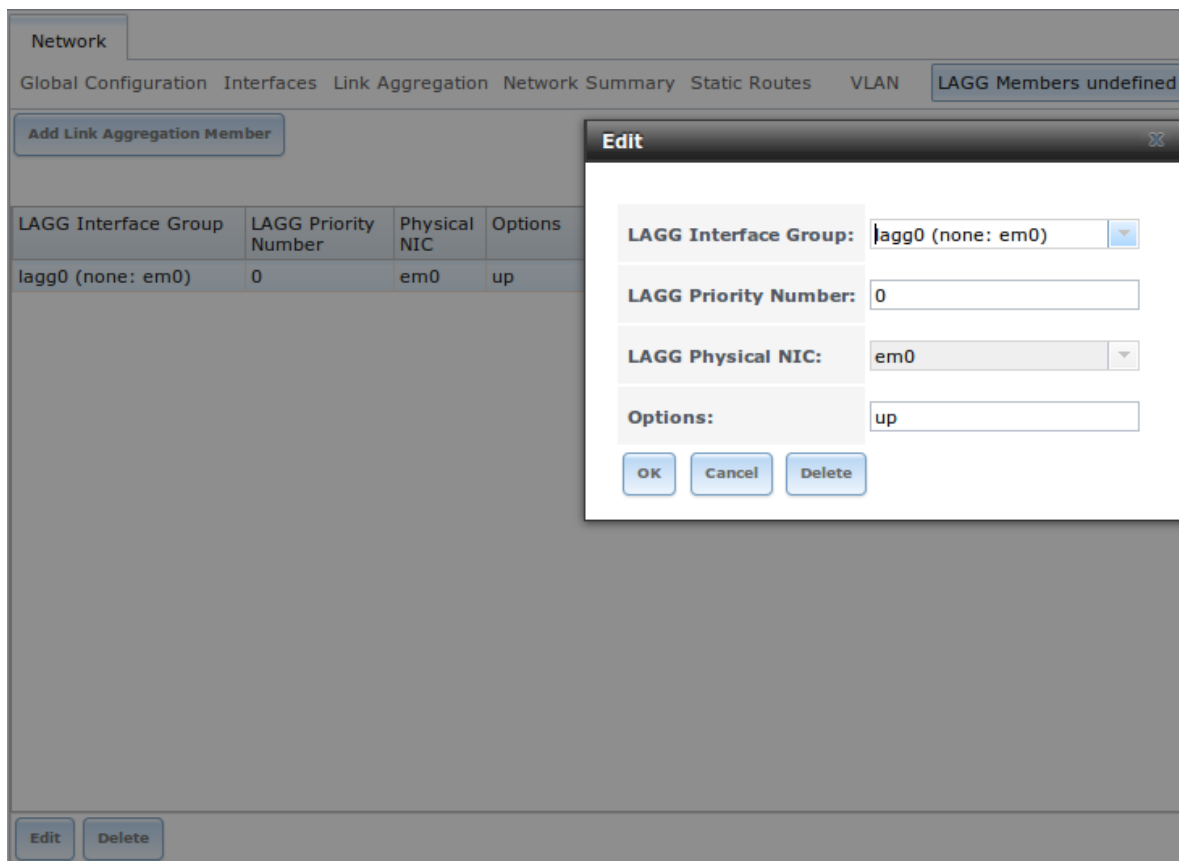 Network
Global Configuration Interfaces Link Aggregation Network Summary Static Routes VLAN LAGG Members undefined
Add Link Aggregation Member
LAGG Interface Group LAGG Priority Number Physical NIC Options
lagg0 (none: em0) 0 em0 up
Edit
LAGG Interface Group: lagg0 (none: em0)
LAGG Priority Number: 0
LAGG Physical NIC: em0
Options: up
OK Cancel Delete
Edit Delete